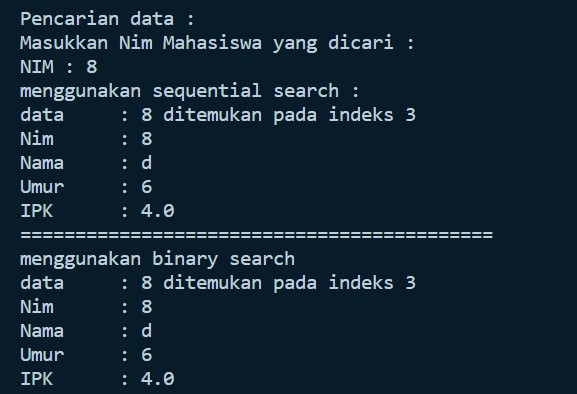 Pencarian data :
Masukkan Nim Mahasiswa yang dicari :
NIM : 8
menggunakan sequential search :
data     : 8 ditemukan pada indeks 3
Nim      : 8
Nama     : d
Umur     : 6
IPK      : 4.0
===========================================
menggunakan binary search
data     : 8 ditemukan pada indeks 3
Nim      : 8
Nama     : d
Umur     : 6
IPK      : 4.0